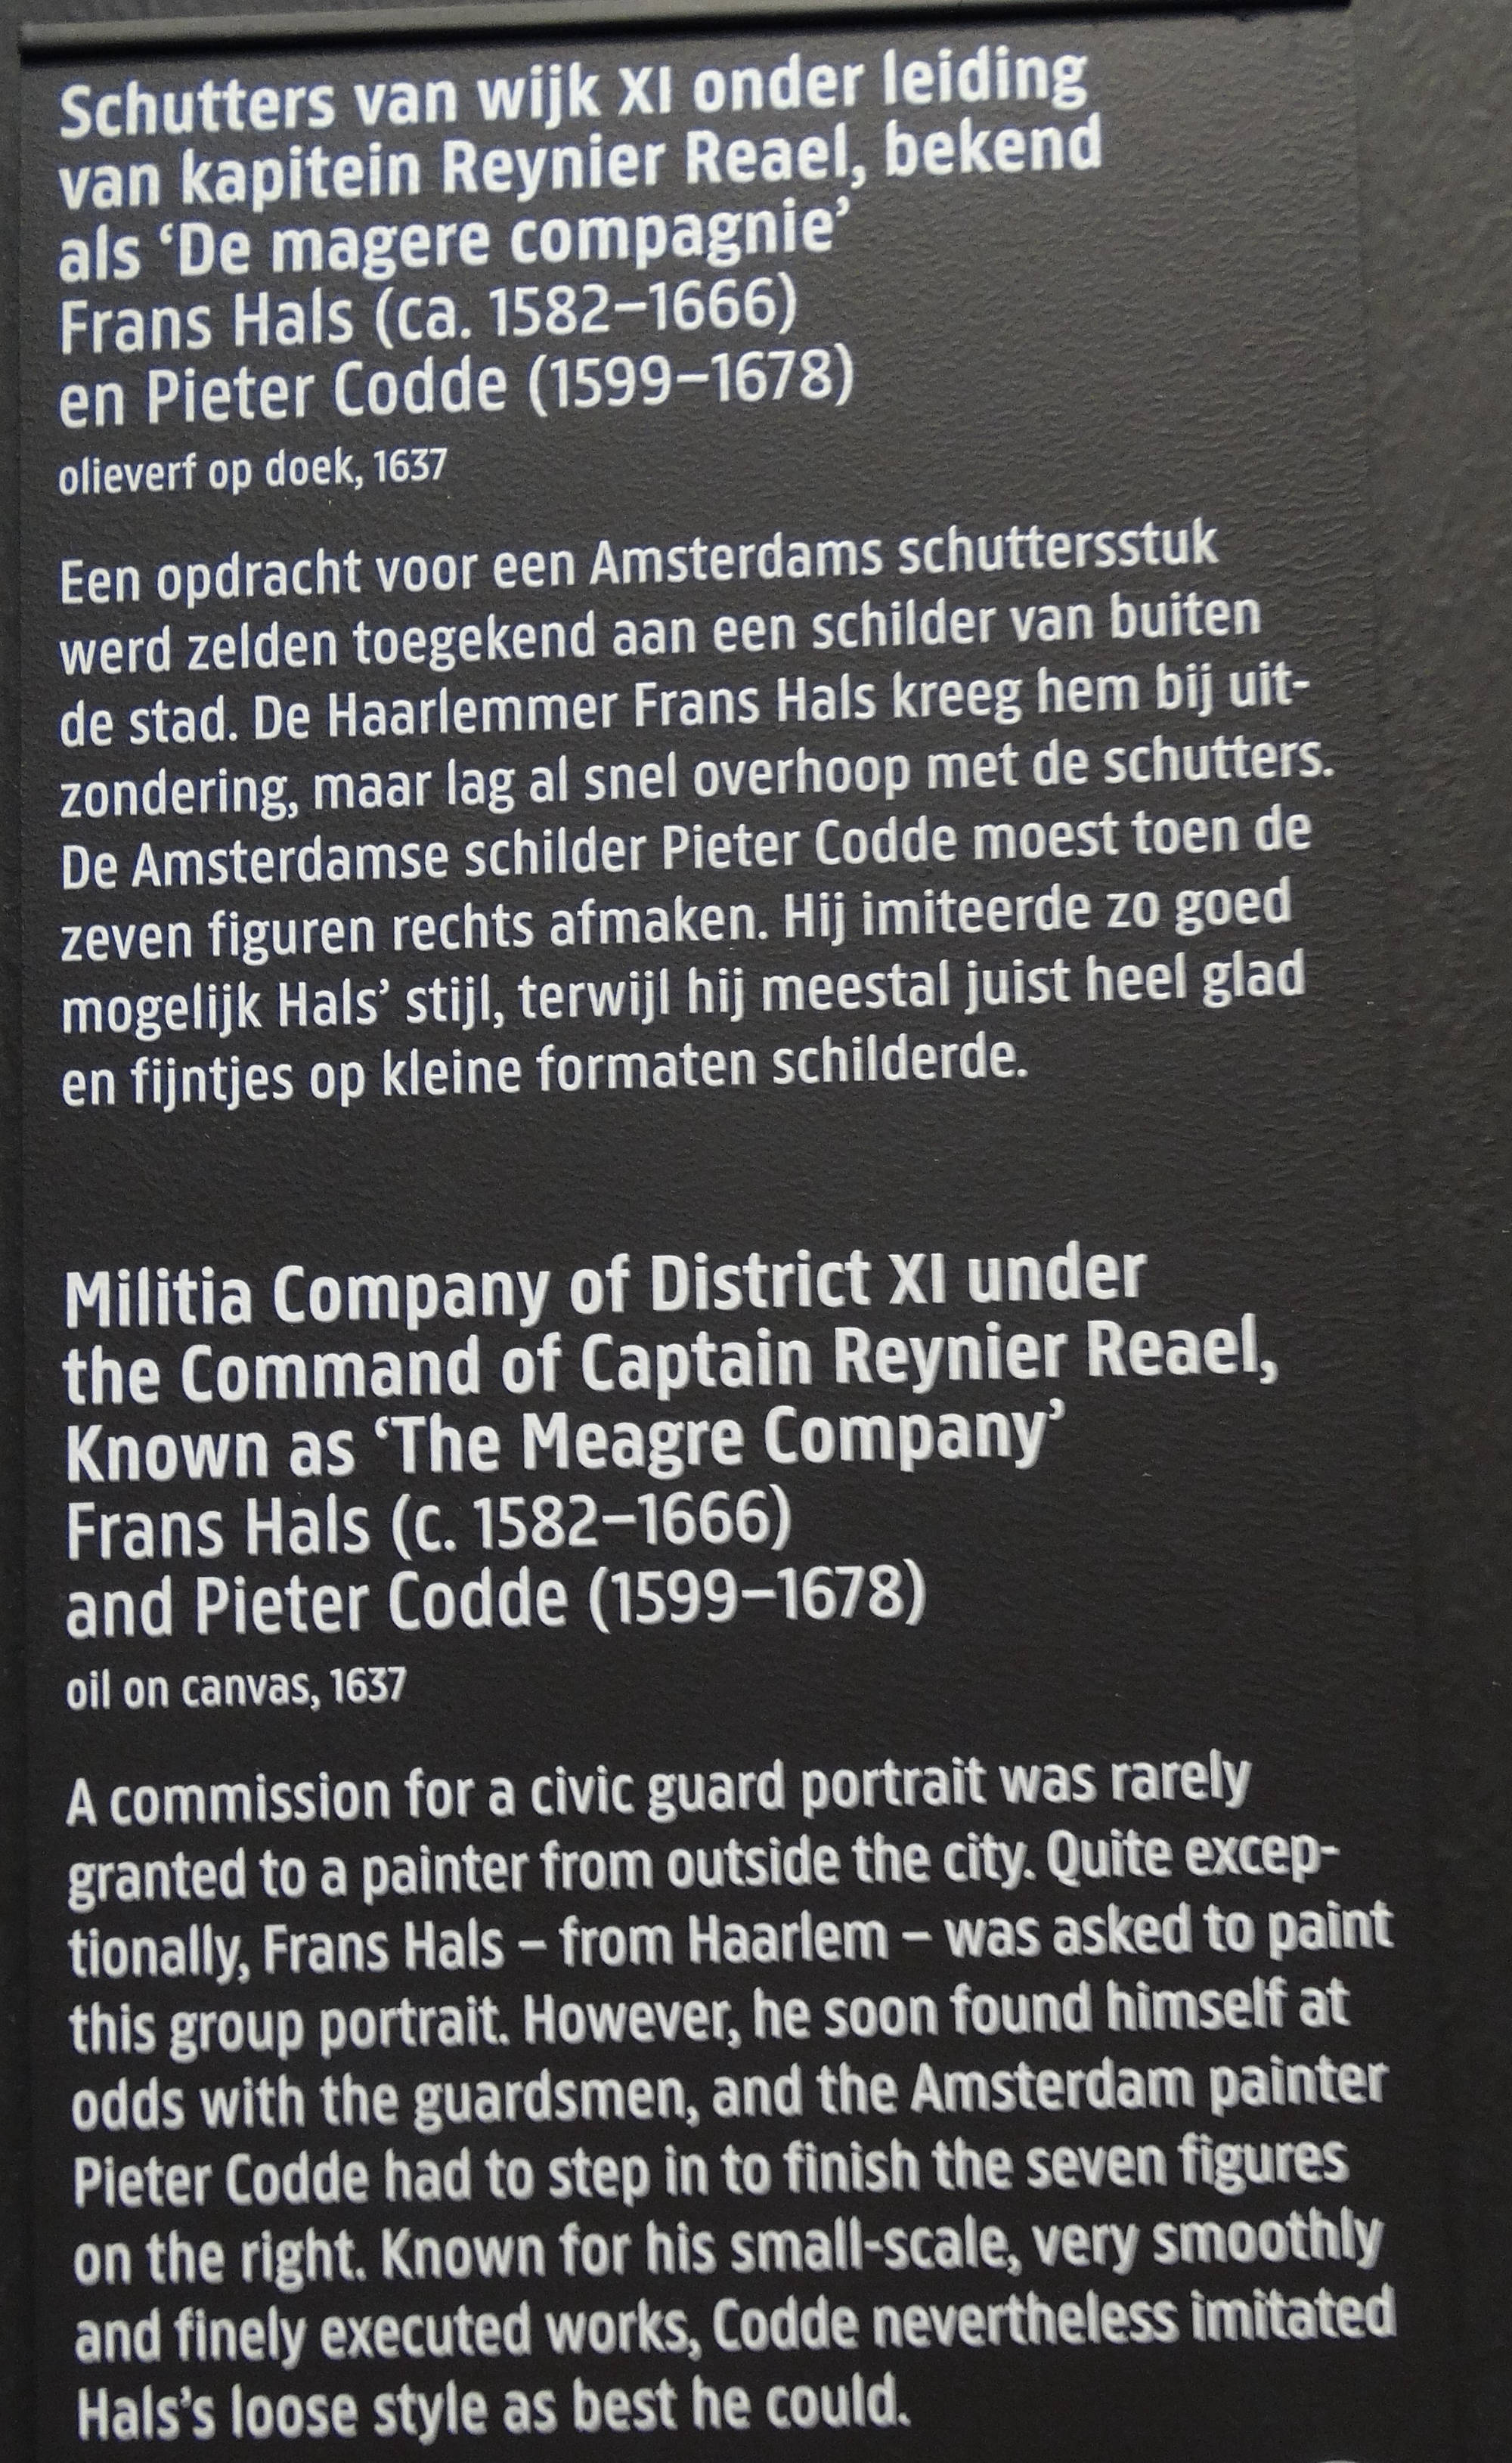 Schutters van wijk XI onder leiding
van kapitein Reynier Reael, bekend
als ‘De magere compagnie’
Frans Hals (ca. 1582–1666)
en Pieter Codde (1599–1678)
olieverf op doek, 1637
Een opdracht voor een Amsterdams schuttersstuk
werd zelden toegekend aan een schilder van buiten
de stad. De Haarlemmer Frans Hals kreeg hem bij uit-
zondering, maar lag al snel overhoop met de schutters.
De Amsterdamse schilder Pieter Codde moest toen de
zeven figuren rechts afmaken. Hij imiteerde zo goed
mogelijk Hals’ stijl, terwijl hij meestal juist heel glad
en fijntjes op kleine formaten schilderde.
Militia Company of District XI under
the Command of Captain Reynier Reael,
Known as ‘The Meagre Company’
Frans Hals (c. 1582–1666)
and Pieter Codde (1599–1678)
oil on canvas, 1637
A commission for a civic guard portrait was rarely
granted to a painter from outside the city. Quite excep-
tionally, Frans Hals – from Haarlem – was asked to paint
this group portrait. However, he soon found himself at
odds with the guardsmen, and the Amsterdam painter
Pieter Codde had to step in to finish the seven figures
on the right. Known for his small-scale, very smoothly
and finely executed works, Codde nevertheless imitated
Hals’s loose style as best he could.